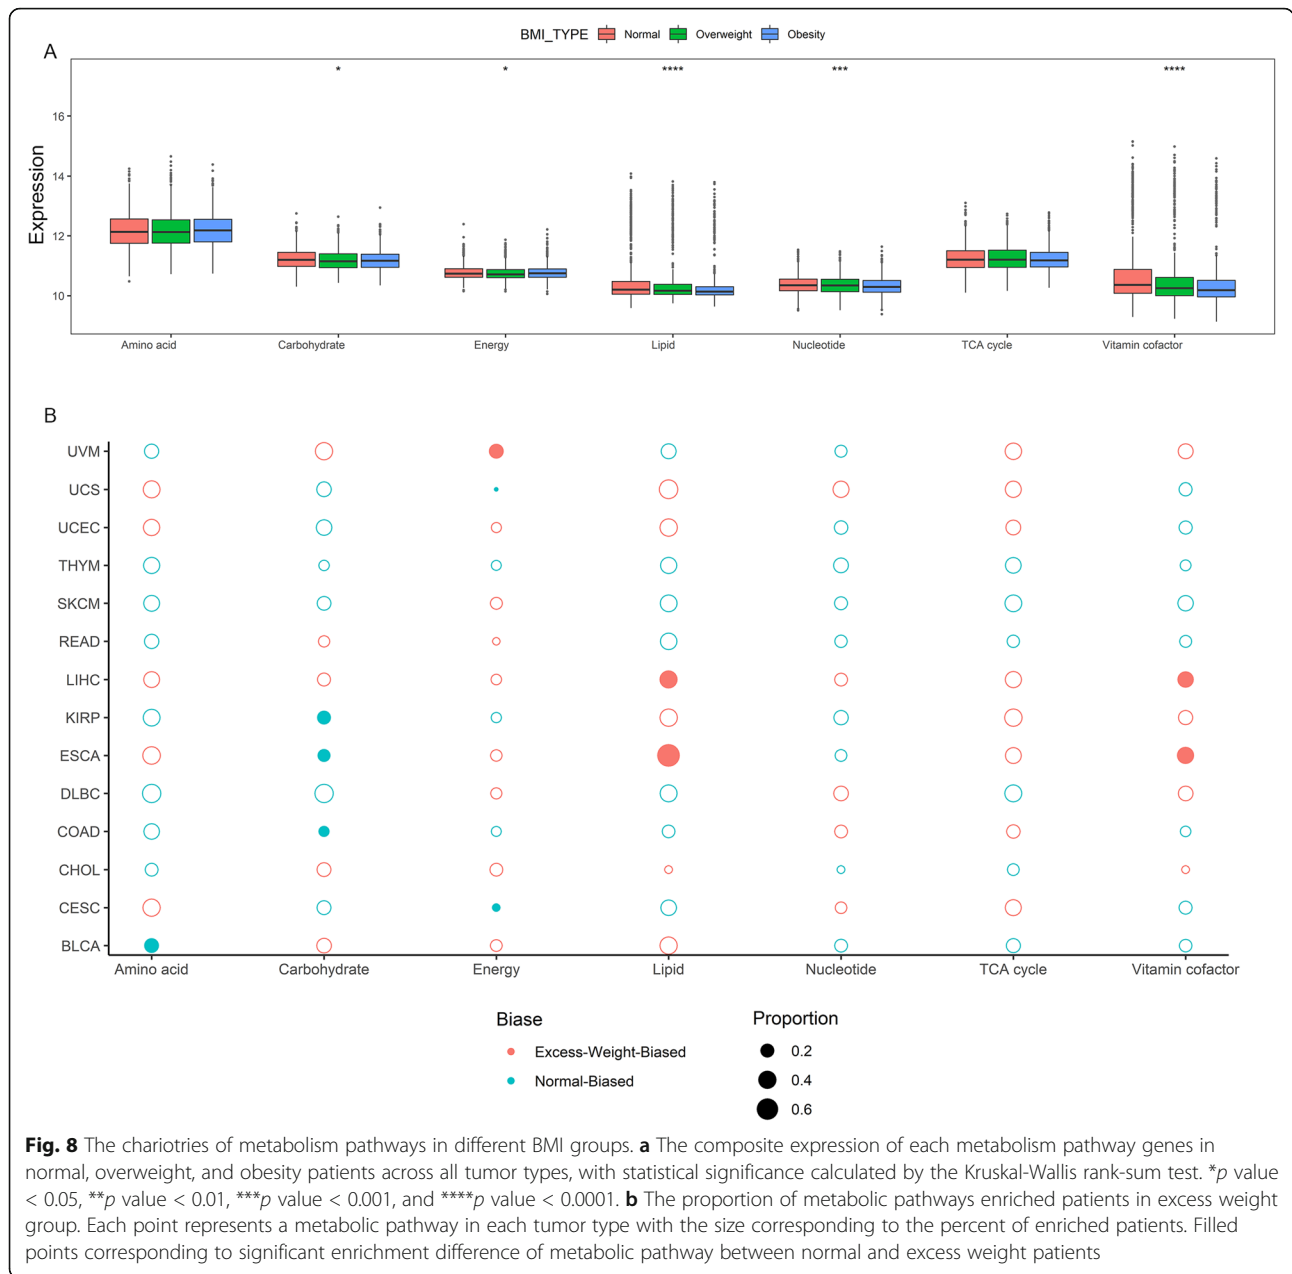 BMI_TYPE Normal Overweight Obesity
A
* * **** *** ****
Expression
16
14
12
10
Amino acid Carbohydrate Energy Lipid Nucleotide TCA cycle Vitamin cofactor
B
UVM
UCS
UCEC
THYM
SKCM
READ
LIHC
KIRP
ESCA
DLBC
COAD
CHOL
CESC
BLCA
Amino acid Carbohydrate Energy Lipid Nucleotide TCA cycle Vitamin cofactor
Biase
Excess-Weight-Biased
Normal-Biased
Proportion
0.2
0.4
0.6
Fig. 8 The chariotries of metabolism pathways in different BMI groups. a The composite expression of each metabolism pathway genes in
normal, overweight, and obesity patients across all tumor types, with statistical significance calculated by the Kruskal-Wallis rank-sum test. *p value
< 0.05, **p value < 0.01, ***p value < 0.001, and ****p value < 0.0001. b The proportion of metabolic pathways enriched patients in excess weight
group. Each point represents a metabolic pathway in each tumor type with the size corresponding to the percent of enriched patients. Filled
points corresponding to significant enrichment difference of metabolic pathway between normal and excess weight patients